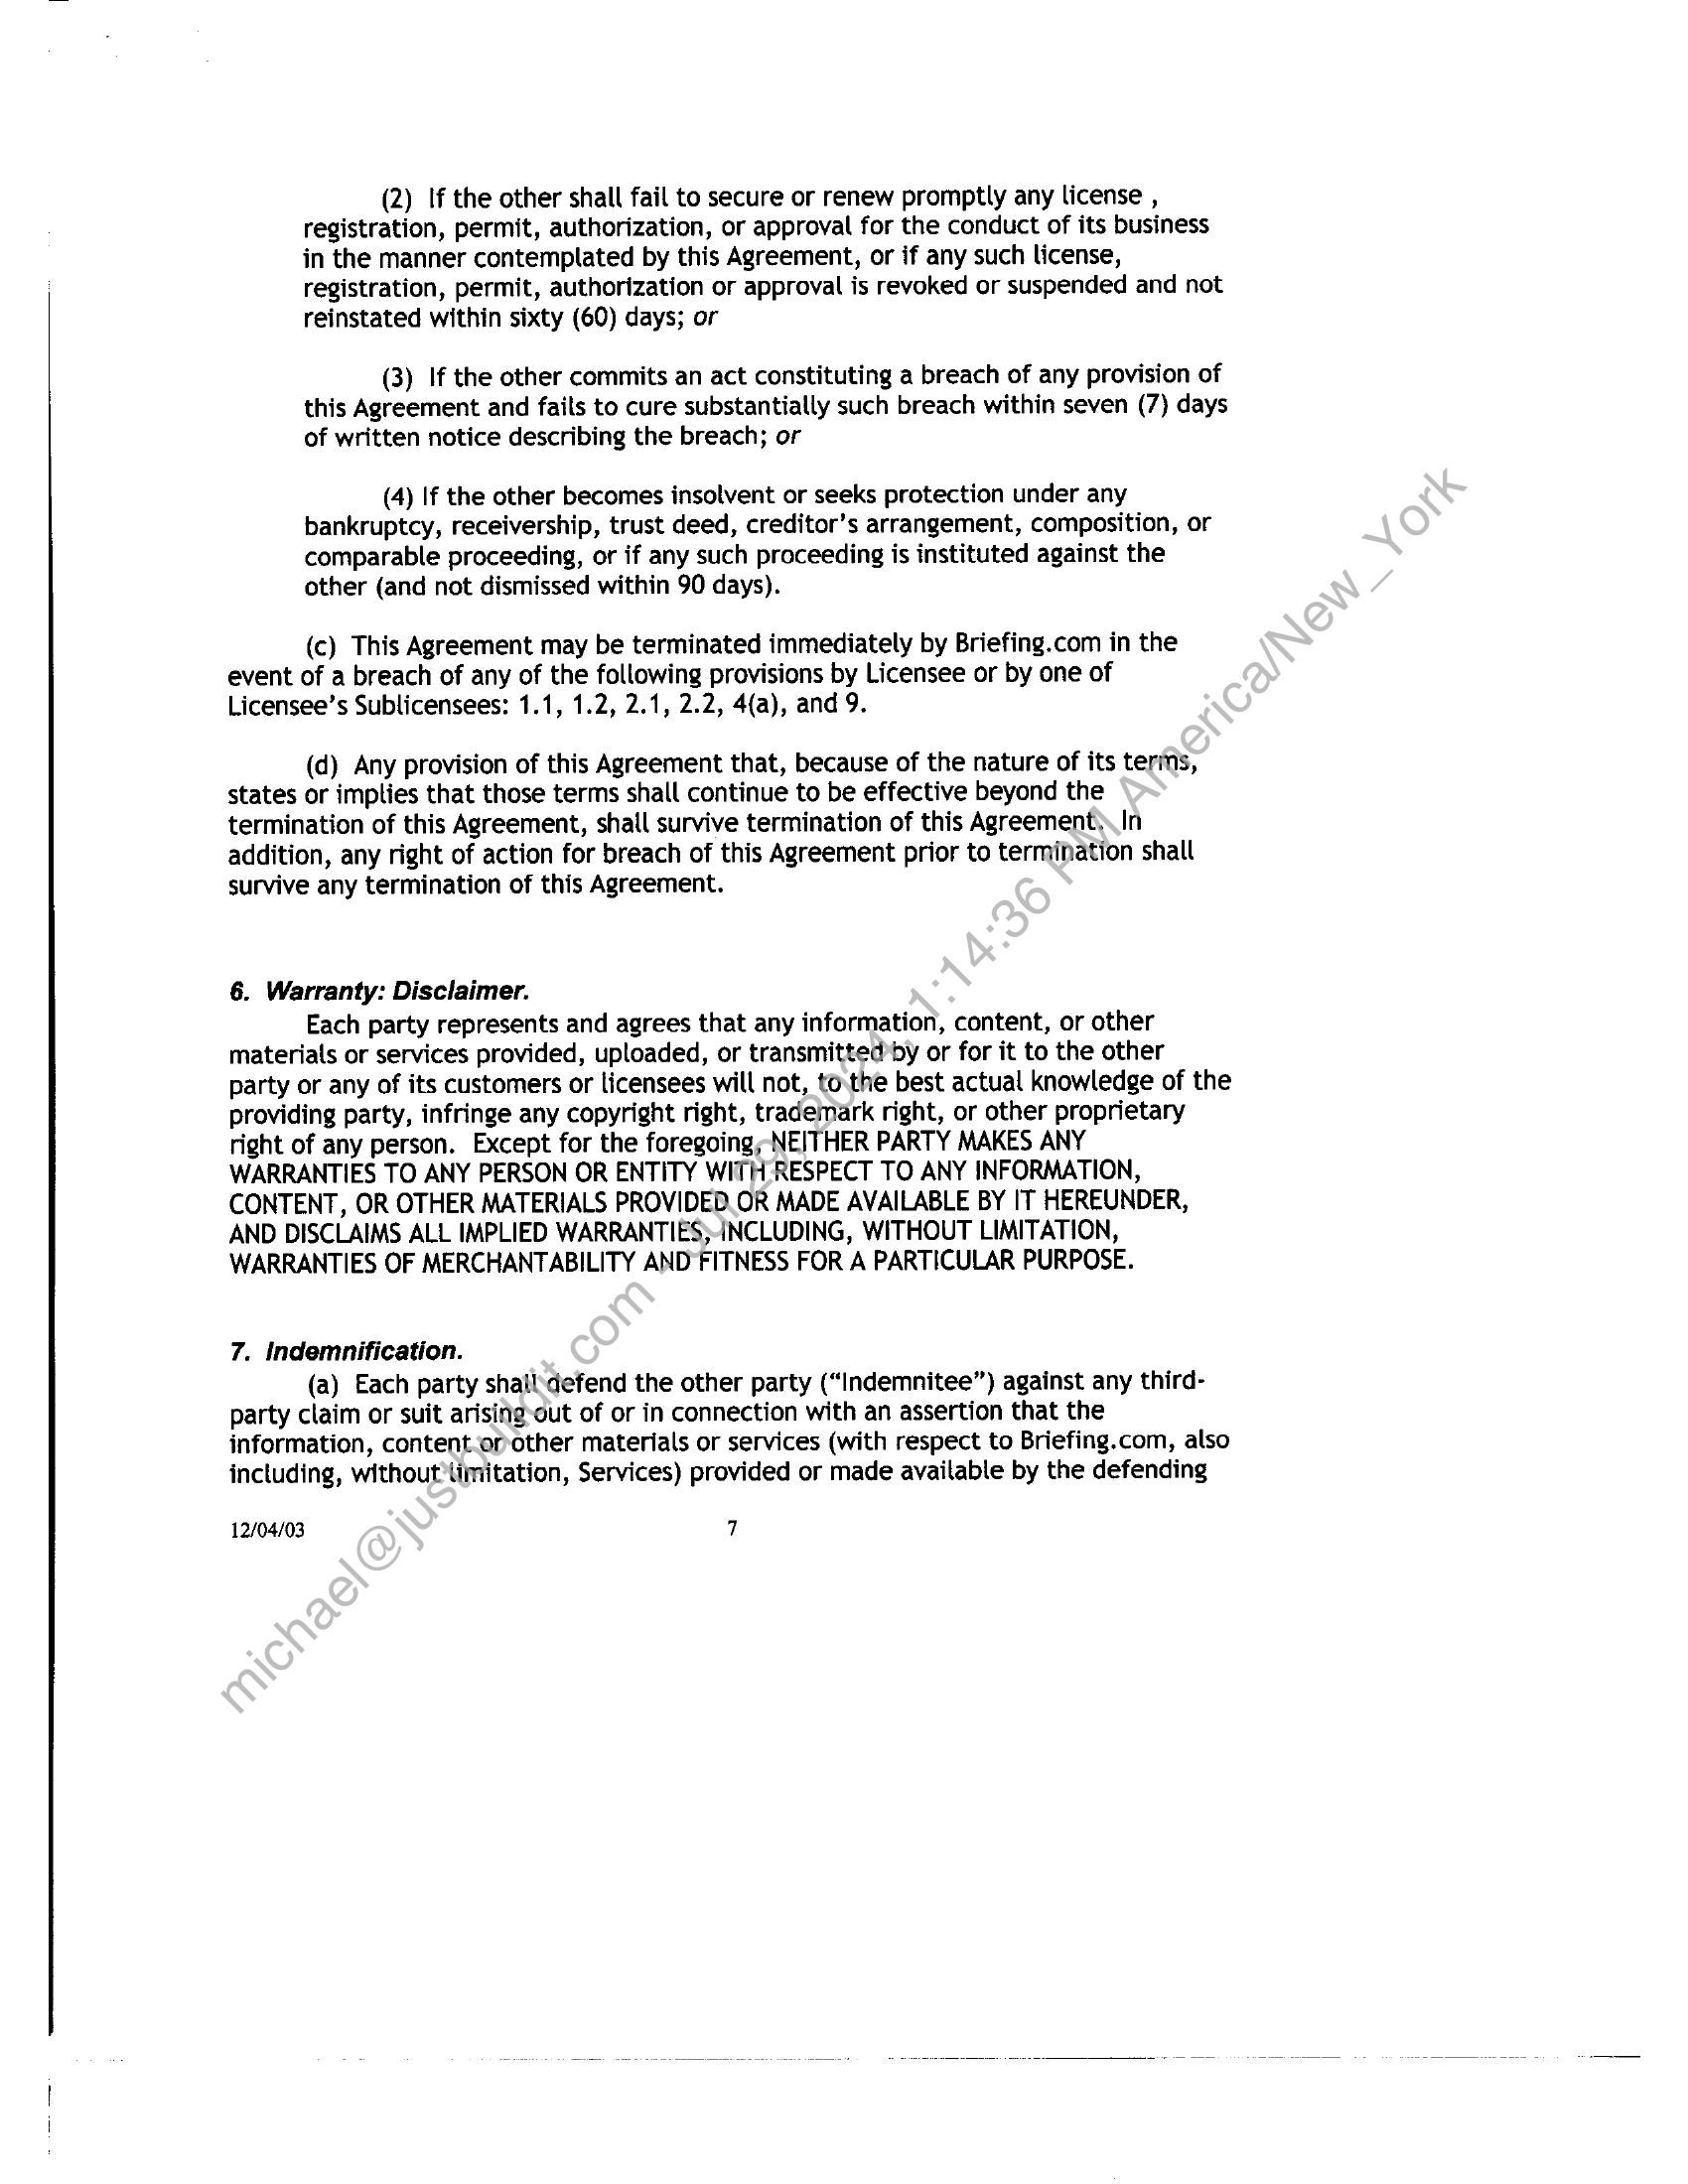 (2) If the other shall fail to secure or renew promptly any license ,
registration, permit, authorization, or approval for the conduct of its business
in the manner contemplated by this Agreement, or if any such license,
registration, permit, authorization or approval is revoked or suspended and not
reinstated within sixty (60) days; or
(3) If the other commits an act constituting a breach of any provision of
this Agreement and fails to cure substantially such breach within seven (7) days
of written notice describing the breach; or
(4) If the other becomes insolvent or seeks protection under any
bankruptcy, receivership, trust deed, creditor's arrangement, composition, or
comparable proceeding, or if any such proceeding is instituted against the
other (and not dismissed within 90 days).
(c) This Agreement may be terminated immediately by Briefing.com in the
event of a breach of any of the following provisions by Licensee or by one of
Licensee's Sublicensees: 1.1, 1.2, 2.1, 2.2, 4(a), and 9.
(d) Any provision of this Agreement that, because of the nature of its terms,
states or implies that those terms shall continue to be effective beyond the
termination of this Agreement, shall survive termination of this Agreement. In
addition, any right of action for breach of this Agreement prior to termination shall
survive any termination of this Agreement.
6. Warranty: Disclaimer.
Each party represents and agrees that any information, content, or other
materials or services provided, uploaded, or transmitted by or for it to the other
party or any of its customers or licensees will not, to the best actual knowledge of the
providing party, infringe any copyright right, trademark right, or other proprietary
right of any person. Except for the foregoing, NEITHER PARTY MAKES ANY
WARRANTIES TO ANY PERSON OR ENTITY WITH RESPECT TO ANY INFORMATION,
CONTENT, OR OTHER MATERIALS PROVIDED OR MADE AVAILABLE BY IT HEREUNDER,
AND DISCLAIMS ALL IMPLIED WARRANTIES, INCLUDING, WITHOUT LIMITATION,
WARRANTIES OF MERCHANTABILITY AND FITNESS FOR A PARTICULAR PURPOSE.
7. Indemnification.
(a) Each party shall defend the other party ("Indemnitee") against any third-
party claim or suit arising out of or in connection with an assertion that the
information, content or other materials or services (with respect to Briefing.com, also
including, without limitation, Services) provided or made available by the defending
12/04/03 7
michael@justbuildit.com - Jul 29, 2024, 1:14:36 PM America/New_York